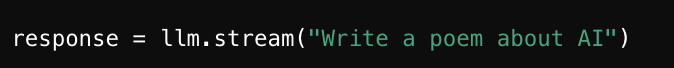 response = llm.stream("Write a poem about AI")